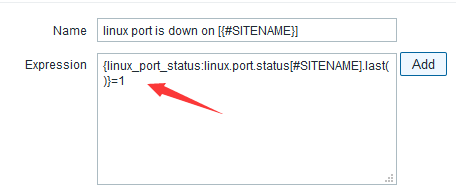 Name
linux port is down on [{#SITENAME}]
Expression
{linux_port_status:linux.port.status[#SITENAME].last(
)}=1
Add